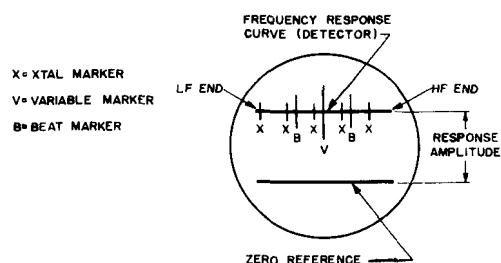 FREQUENCY RESPONSE
CURVE (DETECTOR)
X= XTAL MARKER
V= VARIABLE MARKER
B= BEAT MARKER
LF END
HF END
X X X X
B B
V
RESPONSE
AMPLITUDE
ZERO REFERENCE